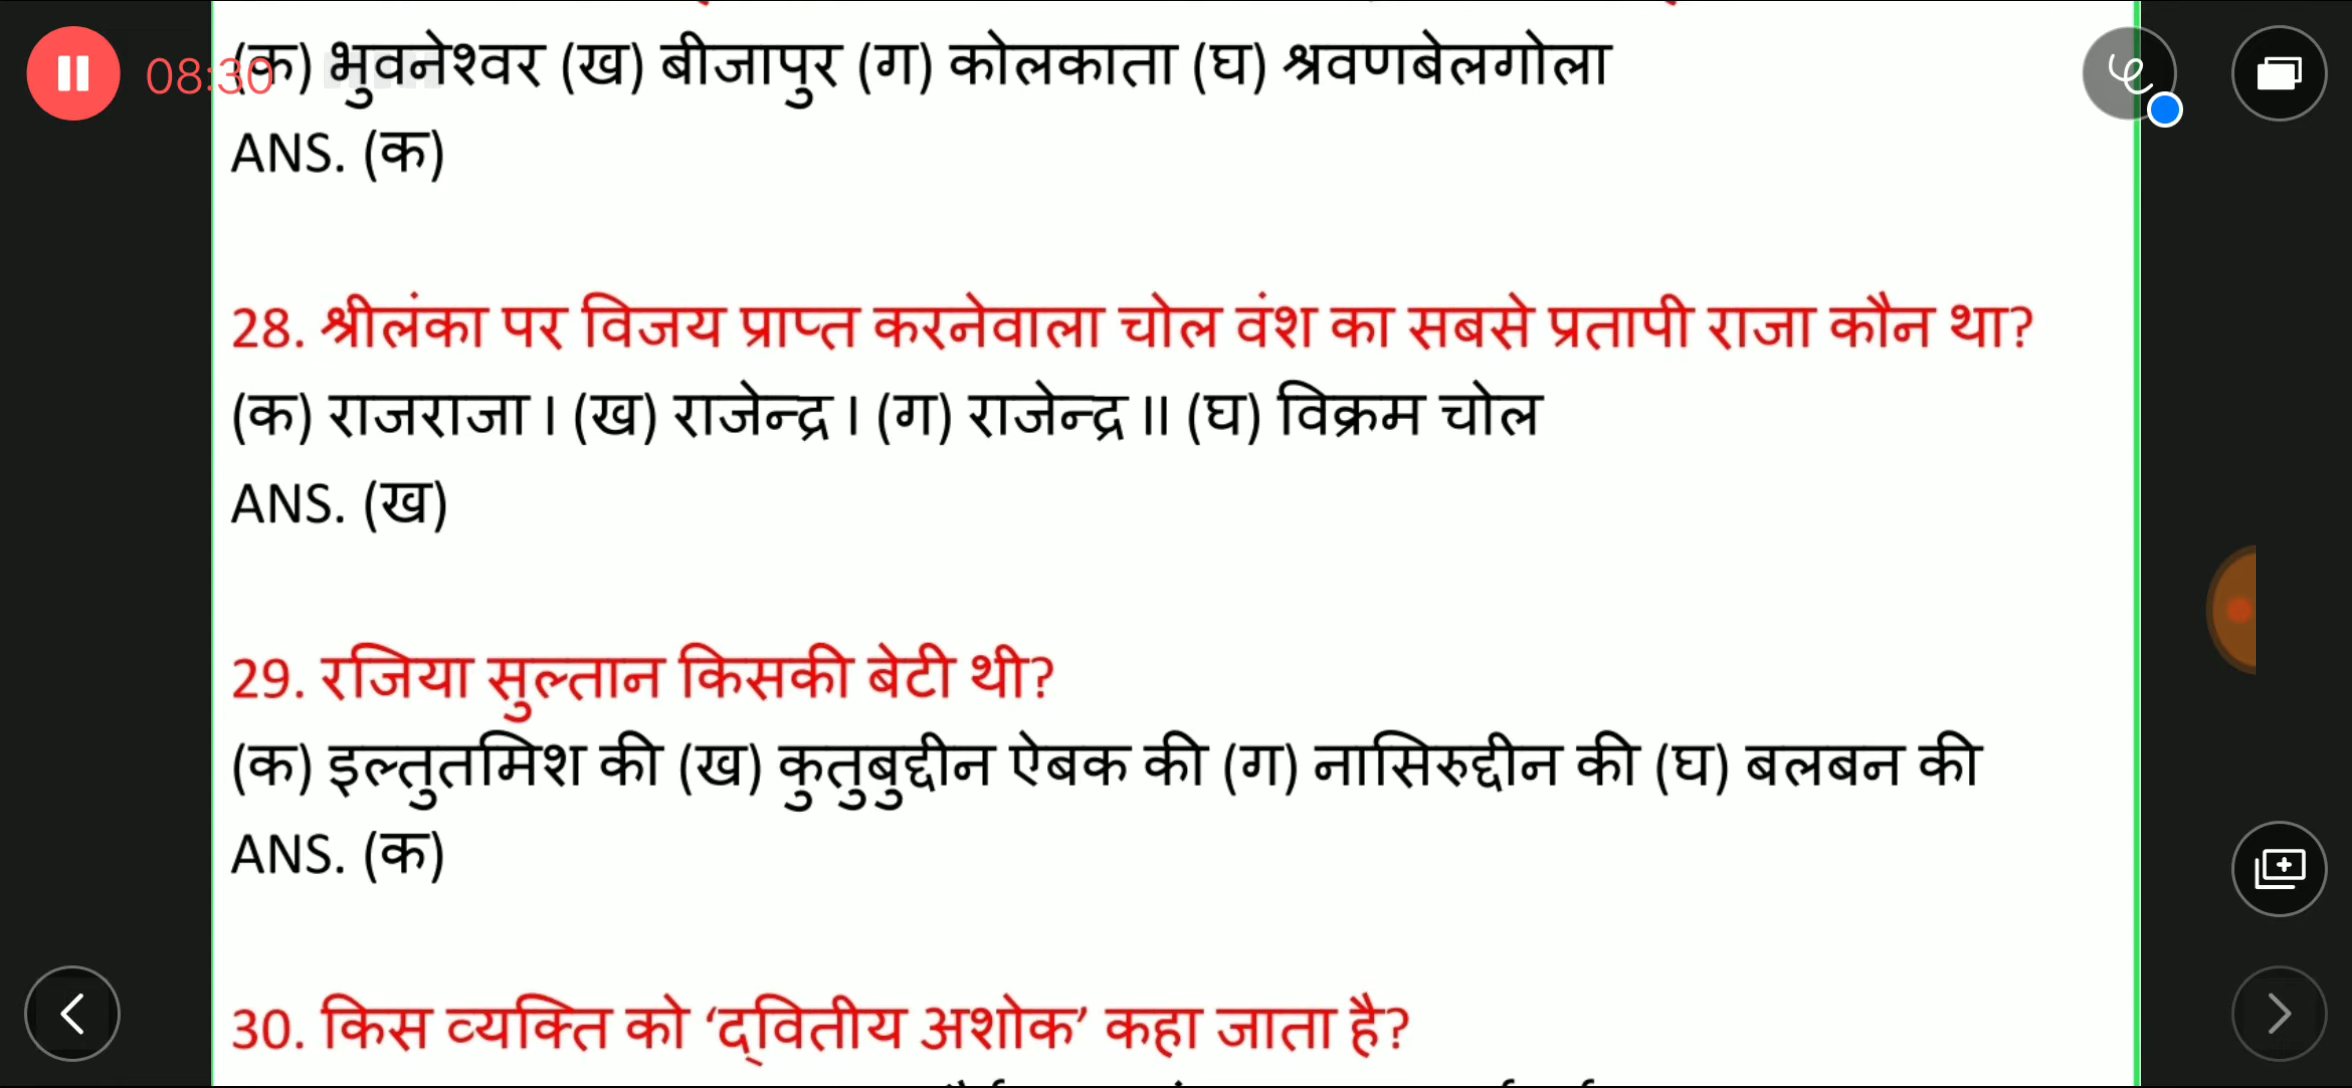 08:30
(क) भुवनेश्वर (ख) बीजापुर (ग) कोलकाता (घ) श्रवणबेलगोला
ANS. (क)
28. श्रीलंका पर विजय प्राप्त करनेवाला चोल वंश का सबसे प्रतापी राजा कौन था?
(क) राजराजा I (ख) राजेन्द्र I (ग) राजेन्द्र II (घ) विक्रम चोल
ANS. (ख)
29. रजिया सुल्तान किसकी बेटी थी?
(क) इल्तुतमिश की (ख) कुतुबुद्दीन ऐबक की (ग) नासिरुद्दीन की (घ) बलबन की
ANS. (क)
30. किस व्यक्ति को ‘द्वितीय अशोक’ कहा जाता है?